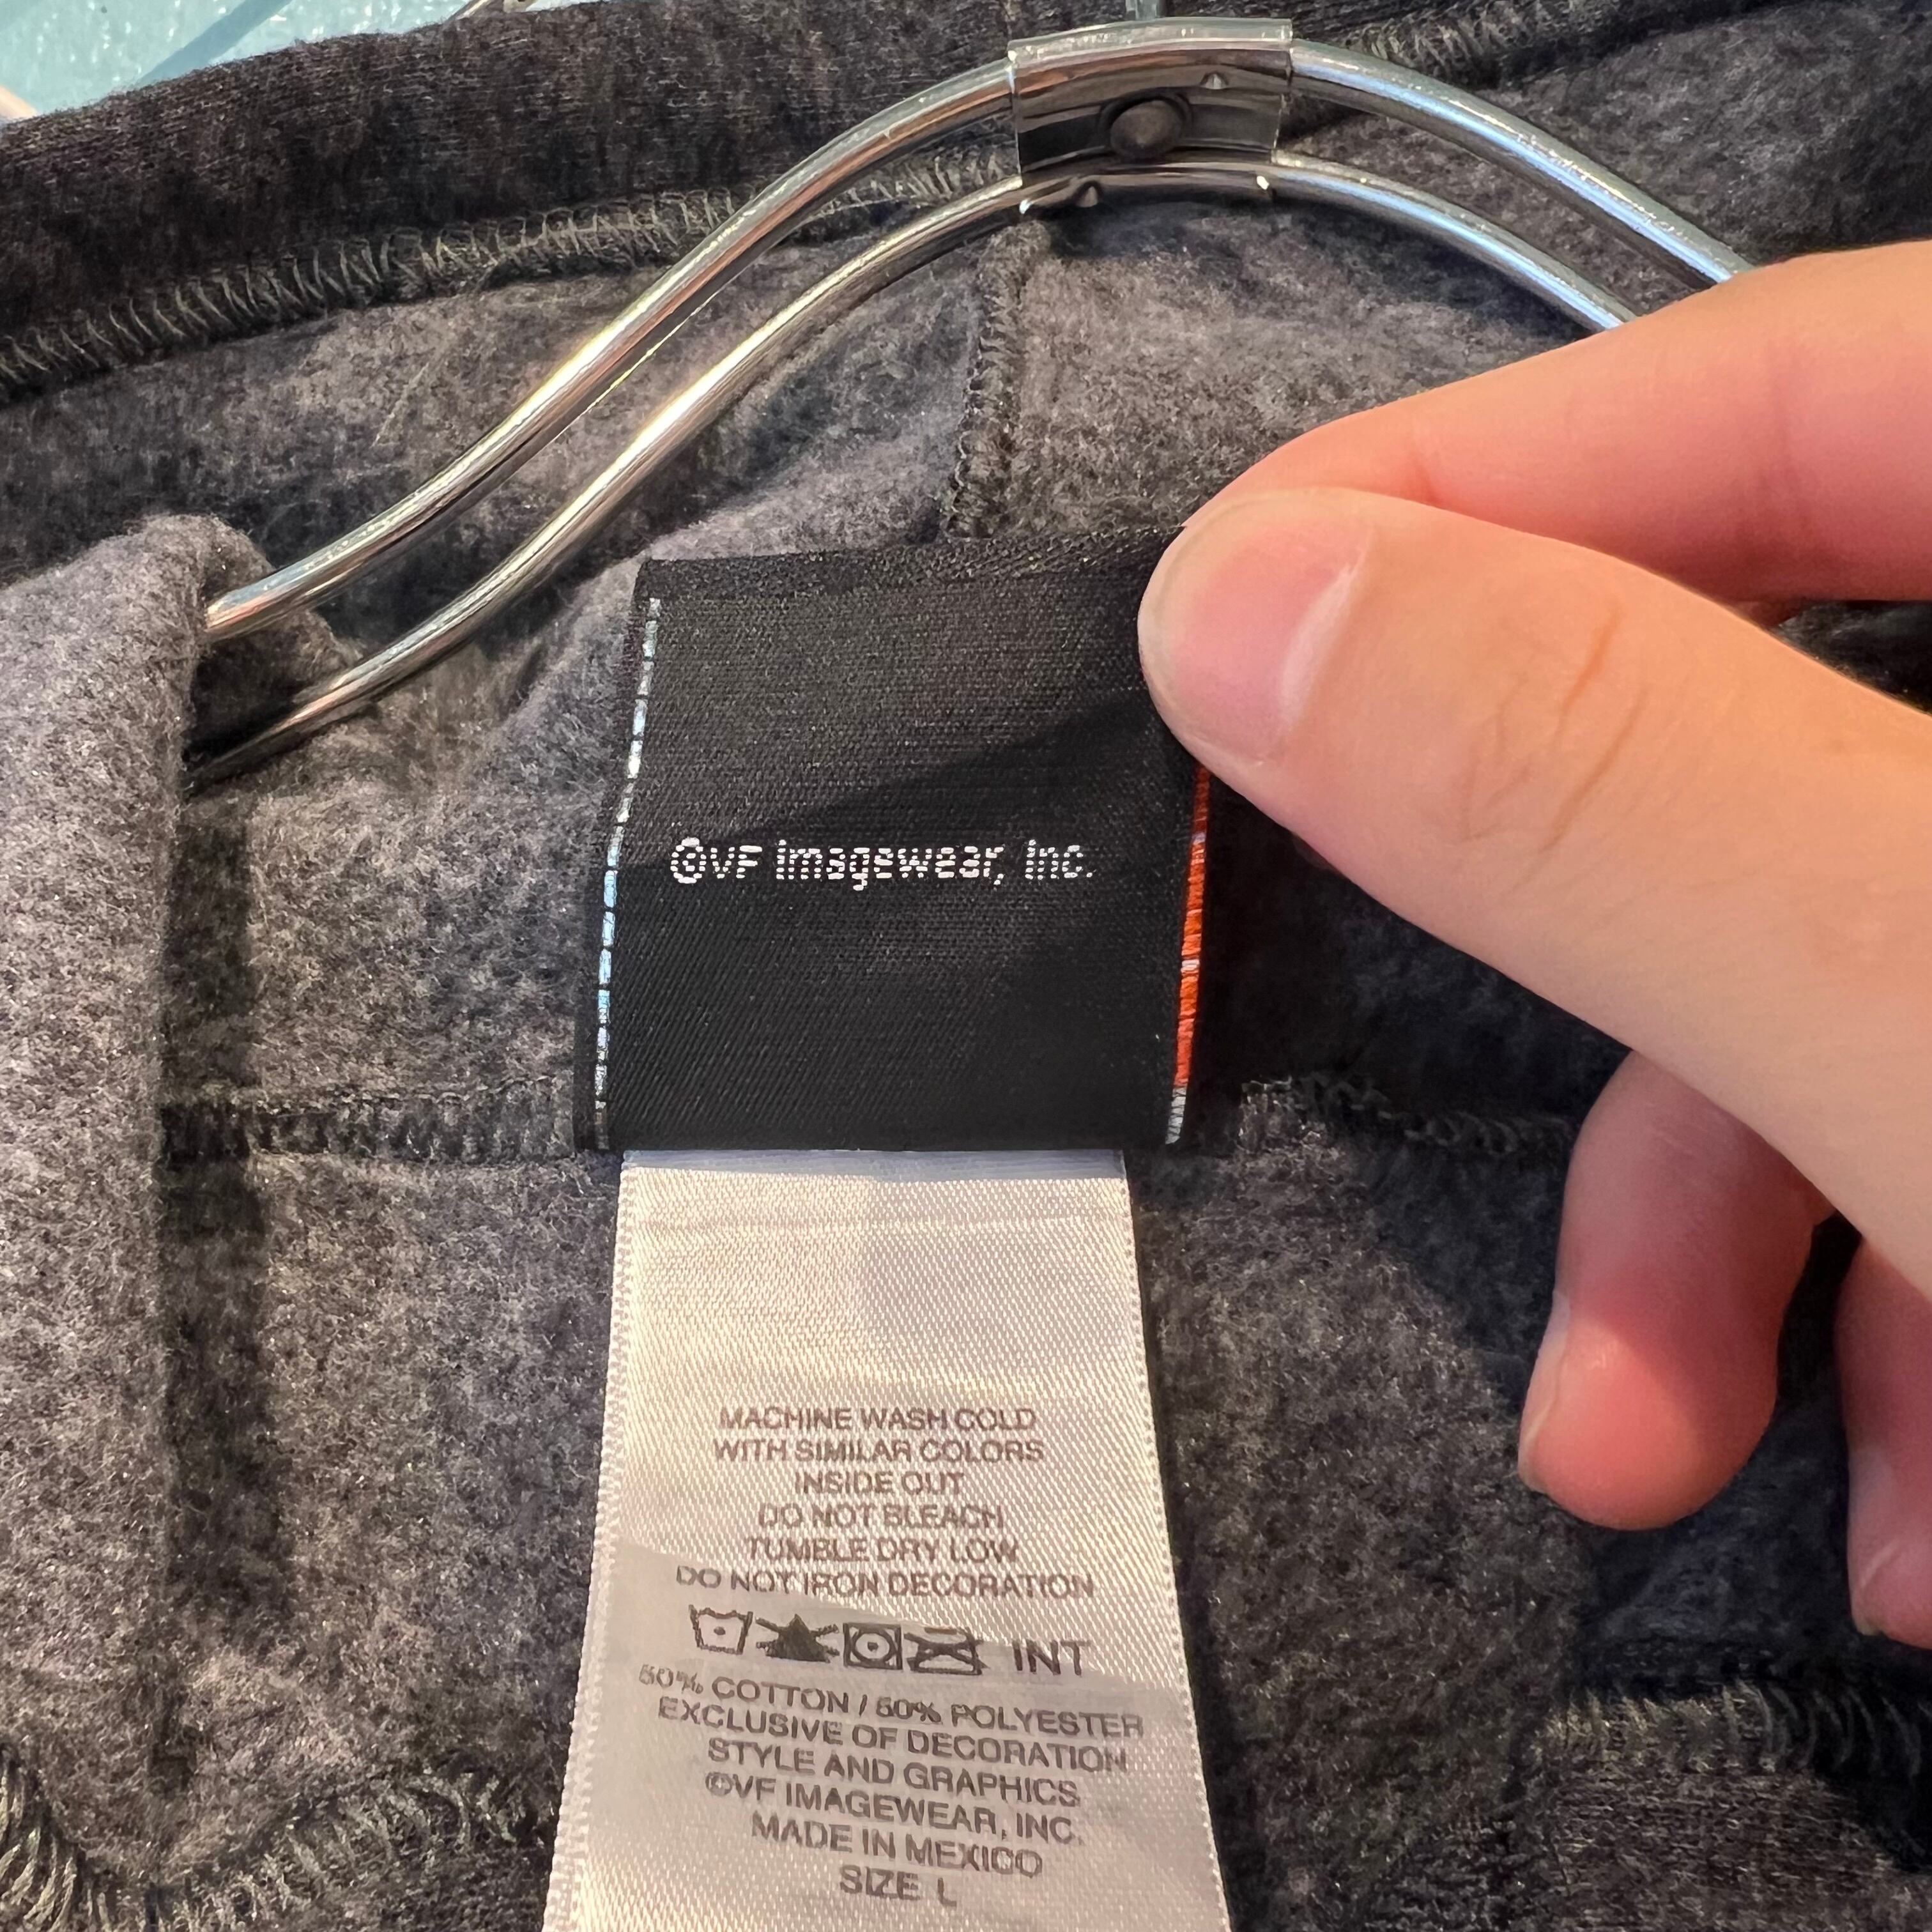 ©VF Imagewear, Inc.
MACHINE WASH COLD
WITH SIMILAR COLORS
INSIDE OUT
DO NOT BLEACH
TUMBLE DRY LOW
DO NOT IRON DECORATION
INT
50% COTTON / 50% POLYESTER
EXCLUSIVE OF DECORATION
STYLE AND GRAPHICS
©VF IMAGEWEAR, INC.
MADE IN MEXICO
SIZE L